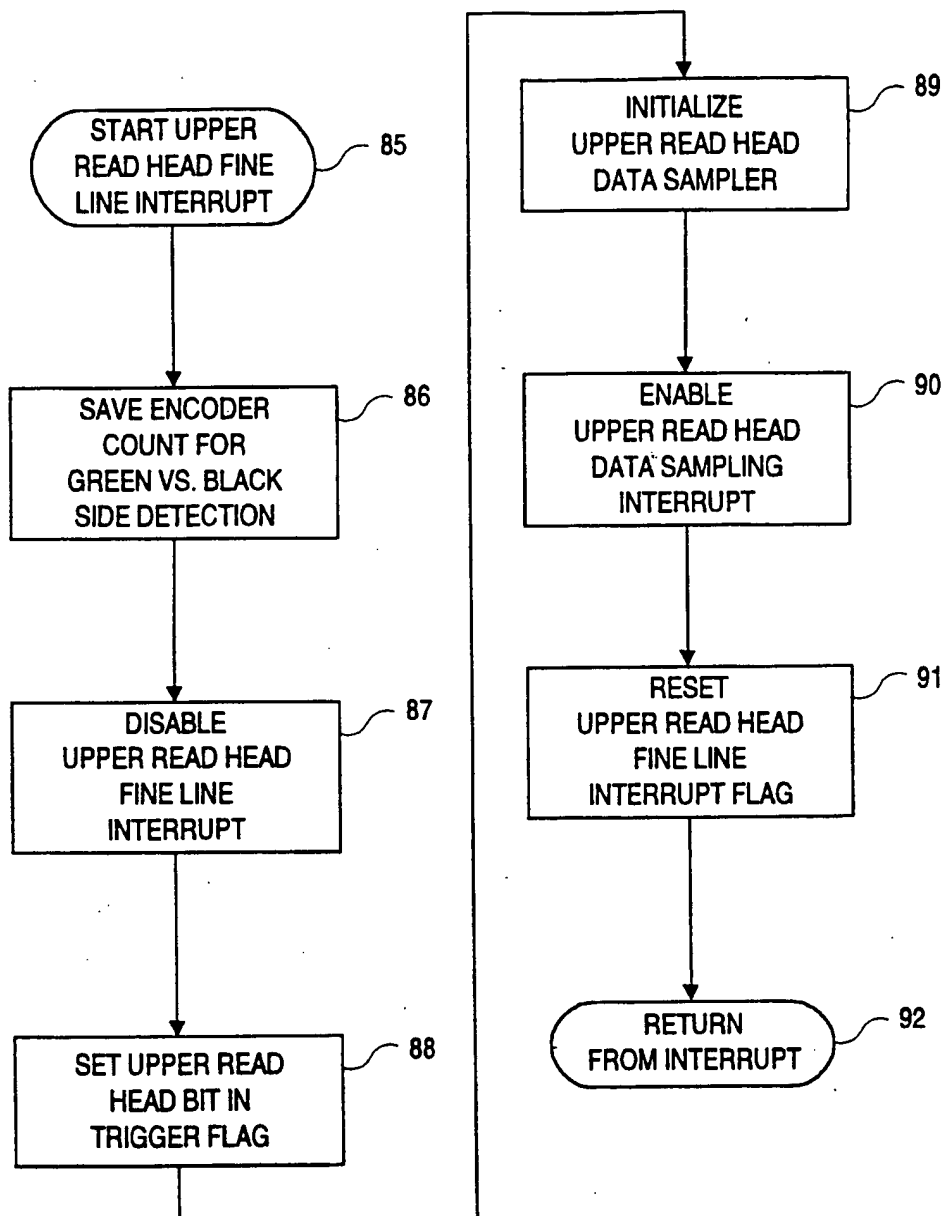 START UPPER
READ HEAD FINE
LINE INTERRUPT
85
SAVE ENCODER
COUNT FOR
GREEN VS. BLACK
SIDE DETECTION
86
DISABLE
UPPER READ HEAD
FINE LINE
INTERRUPT
87
SET UPPER READ
HEAD BIT IN
TRIGGER FLAG
88
INITIALIZE
UPPER READ HEAD
DATA SAMPLER
89
ENABLE
UPPER READ HEAD
DATA SAMPLING
INTERRUPT
90
RESET
UPPER READ HEAD
FINE LINE
INTERRUPT FLAG
91
RETURN
FROM INTERRUPT
92